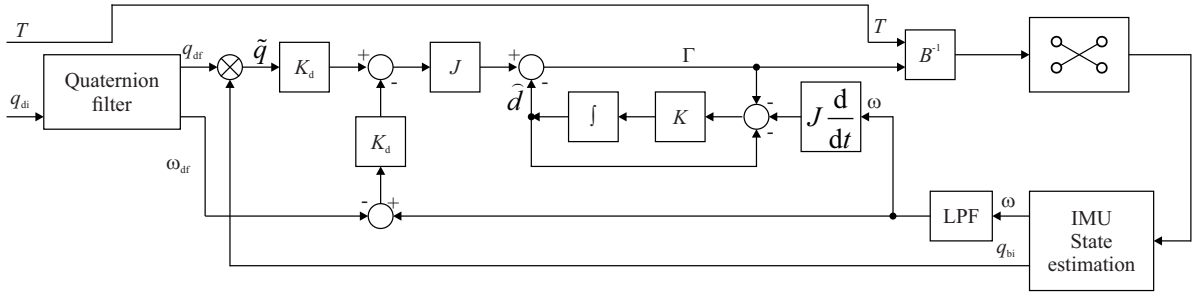 T
T
q_df
q̃
K_d
+
-
J
+
-
Γ
B⁻¹
Quaternion
filter
q_di
d̂
∫
K
-
-
J d/dt
ω
K_d
ω_df
-
+
LPF
ω
IMU
State
estimation
q_bi